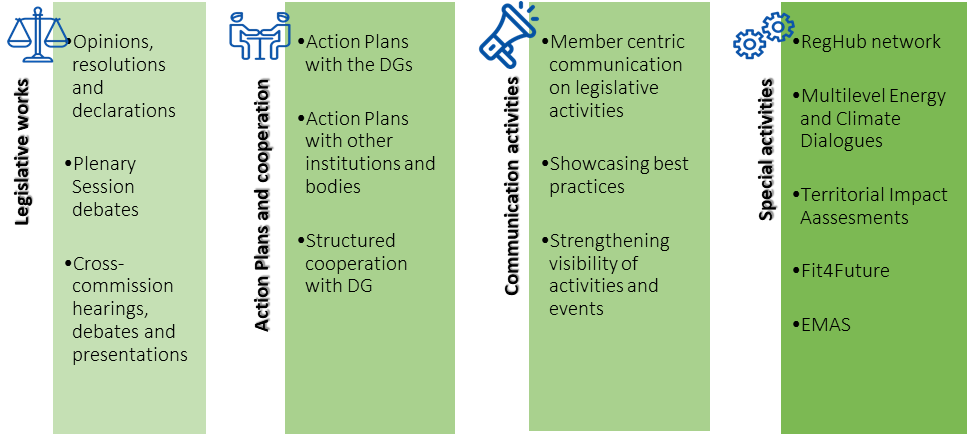 Legislative works
•Opinions,
resolutions
and
declarations
•Plenary
Session
debates
•Cross-
commission
hearings,
debates and
presentations
Action Plans and cooperation
•Action Plans
with the DGs
•Action Plans
with other
institutions and
bodies
•Structured
cooperation
with DG
Communication activities
•Member centric
communication
on legislative
activities
•Showcasing best
practices
•Strengthening
visibility of
activities and
events
Special activities
•RegHub network
•Multilevel Energy
and Climate
Dialogues
•Territorial Impact
Aassesments
•Fit4Future
•EMAS